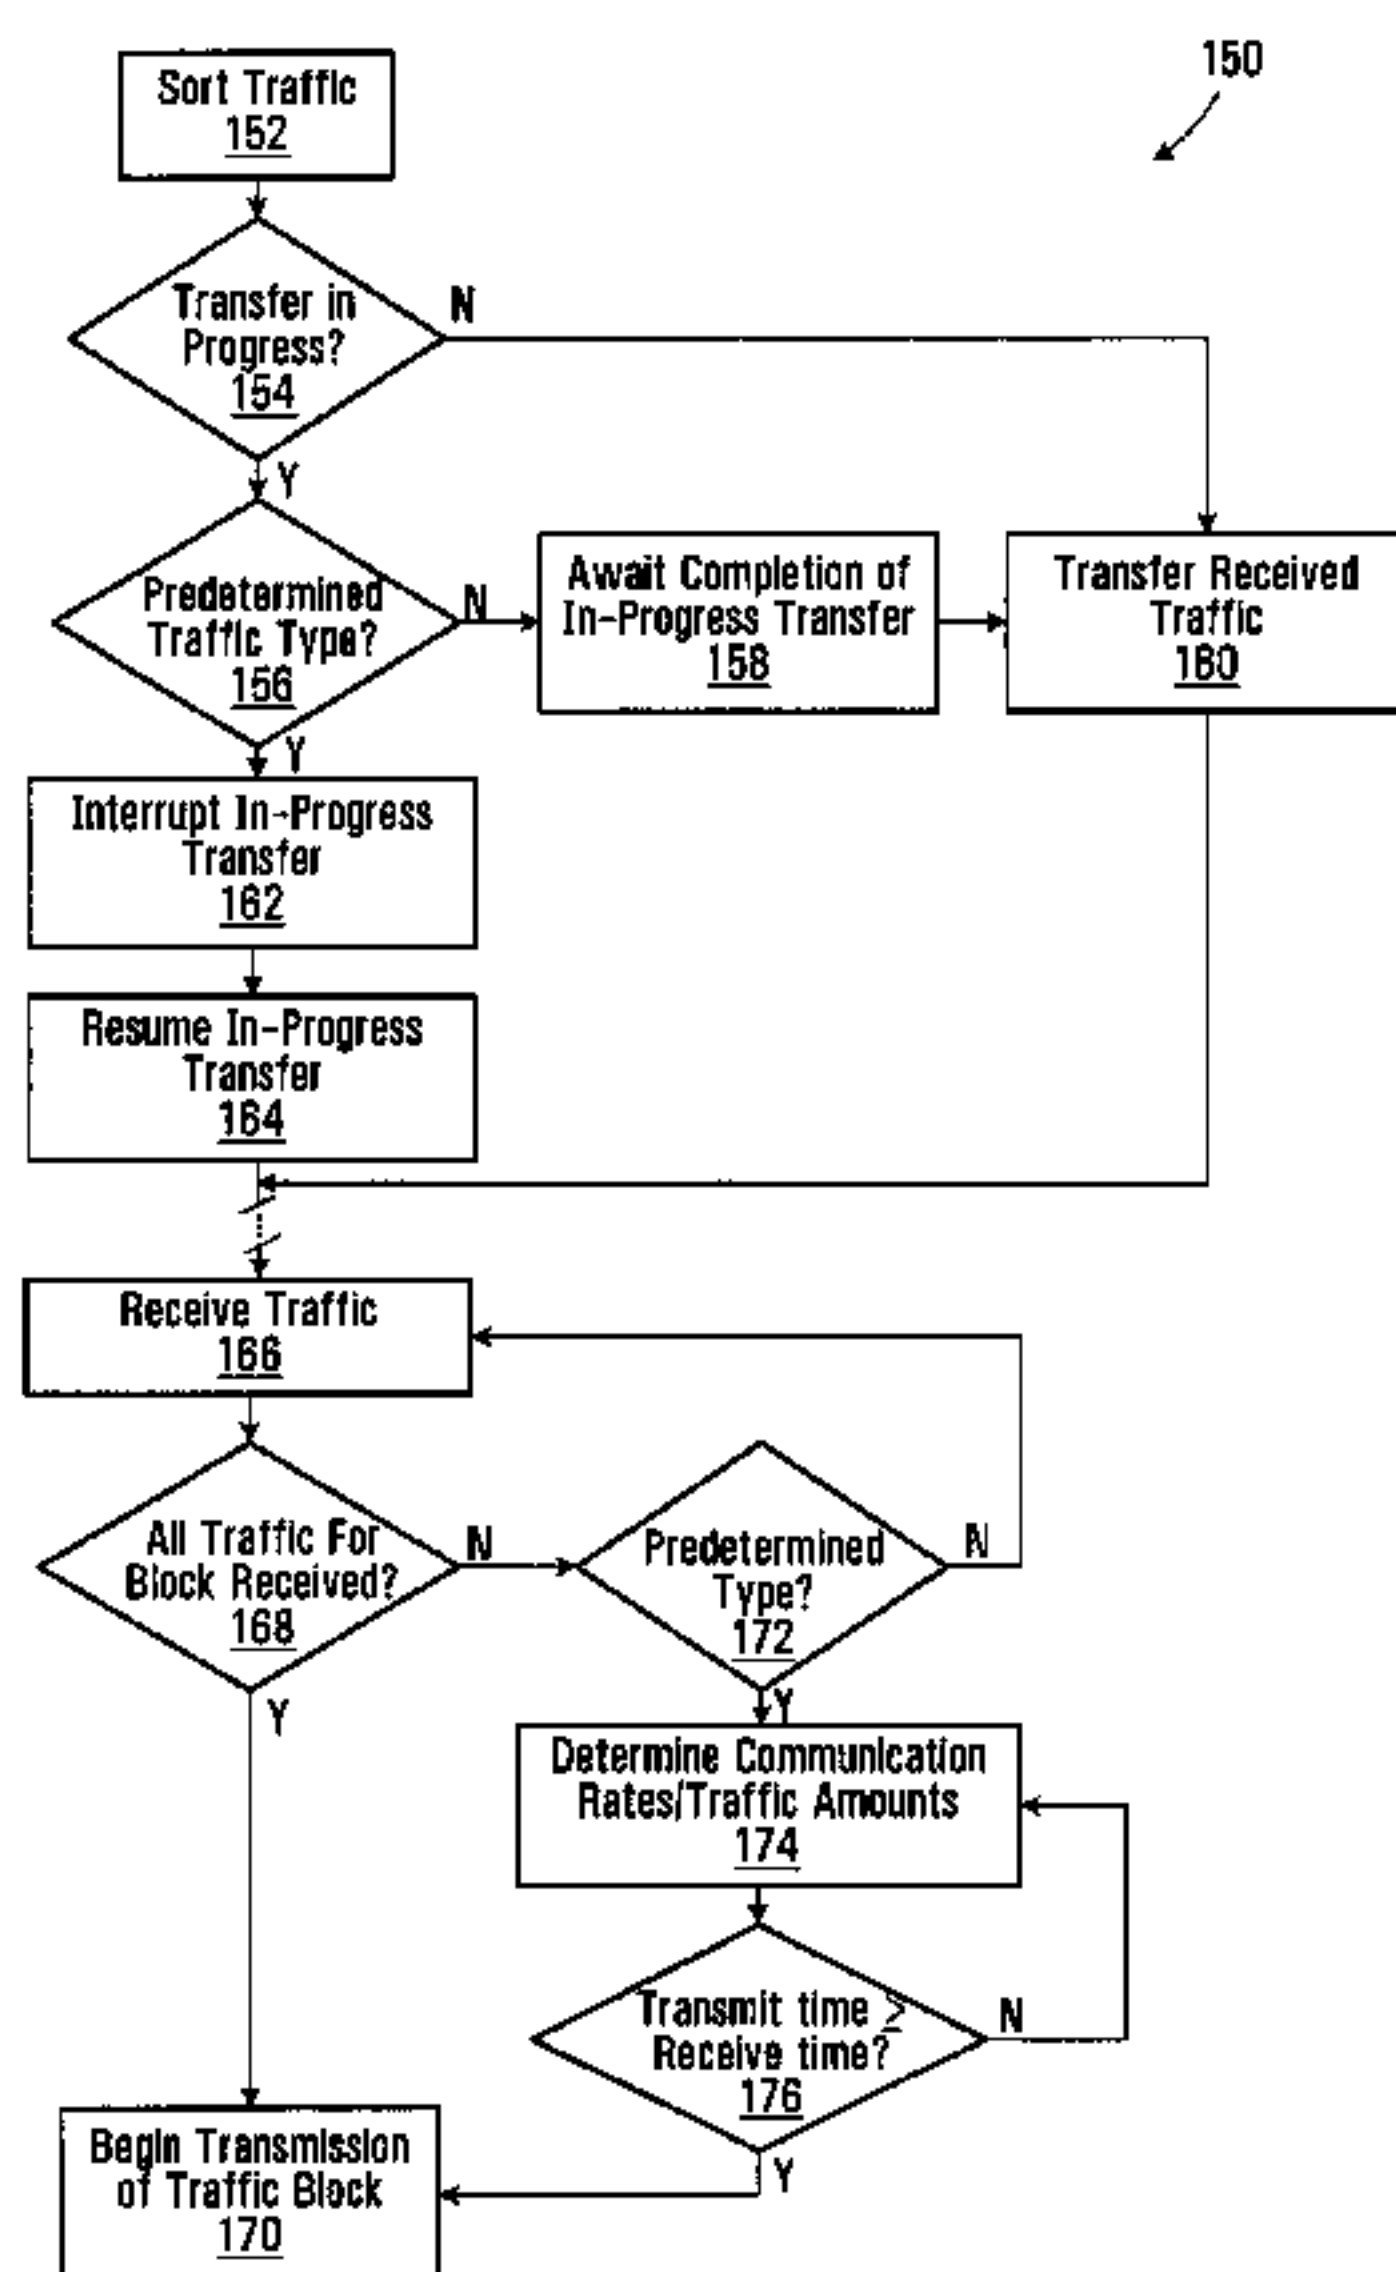 150
Sort Traffic
152
Transfer in
Progress?
154
N
Y
Predetermined
Traffic Type?
156
N
Await Completion of
In-Progress Transfer
158
Transfer Received
Traffic
160
Y
Interrupt In-Progress
Transfer
162
Resume In-Progress
Transfer
164
Receive Traffic
166
All Traffic For
Block Received?
168
N
Predetermined
Type?
172
N
Y
Y
Determine Communication
Rates/Traffic Amounts
174
Transmit time ≥
Receive time?
176
N
Y
Begin Transmission
of Traffic Block
170